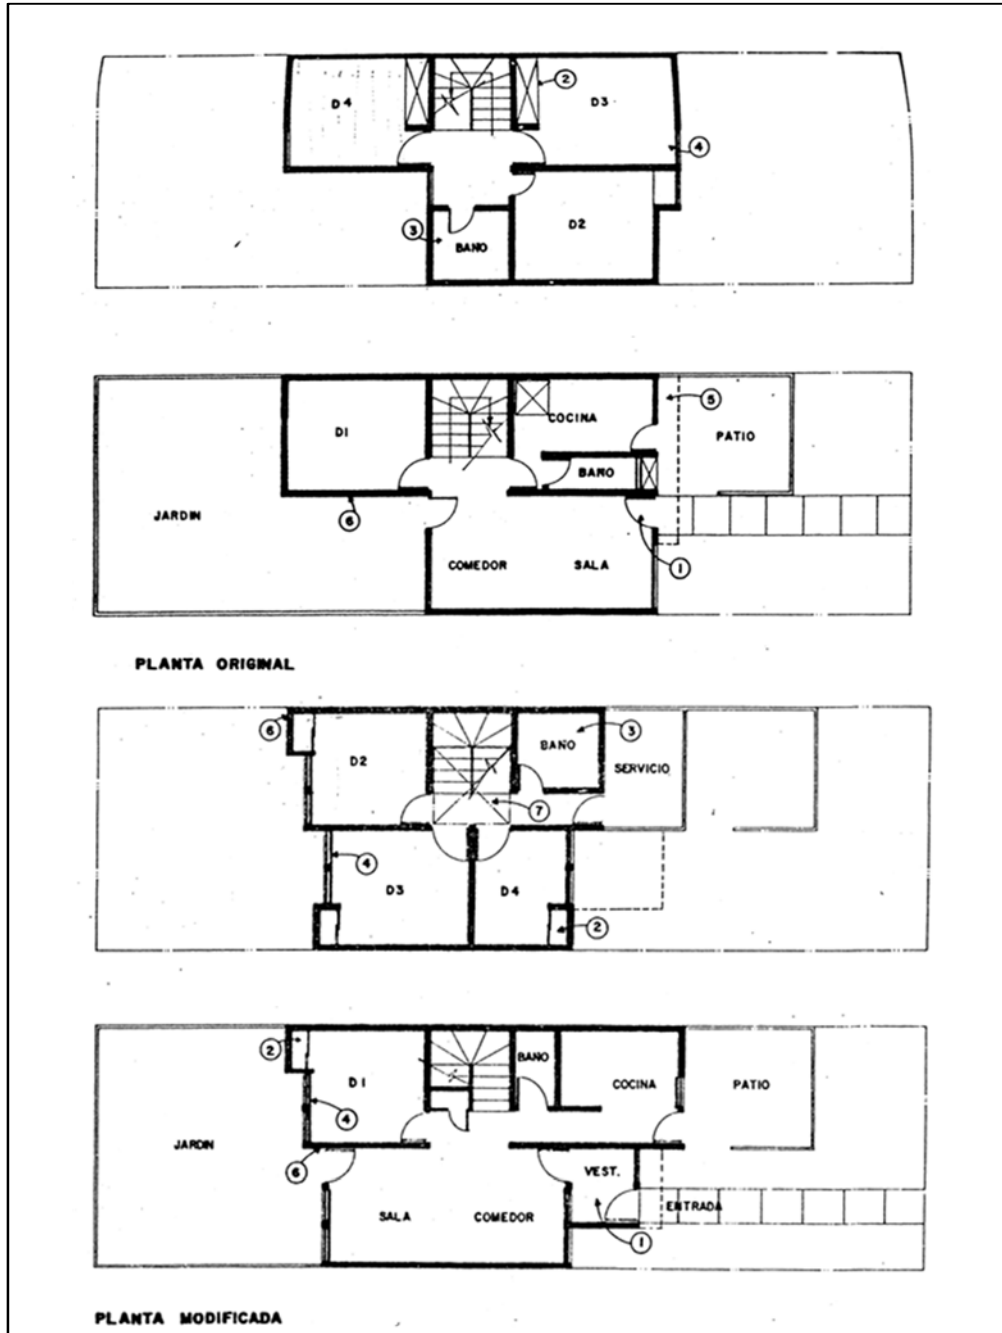 D4
2
D3
4
3
BAÑO
D2
D1
COCINA
5
PATIO
BAÑO
JARDIN
6
COMEDOR
SALA
1
PLANTA ORIGINAL
6
D2
BAÑO
3
SERVICIO
7
4
D3
D4
2
2
D1
BAÑO
COCINA
PATIO
4
JARDIN
6
VEST.
SALA
COMEDOR
ENTRADA
1
PLANTA MODIFICADA